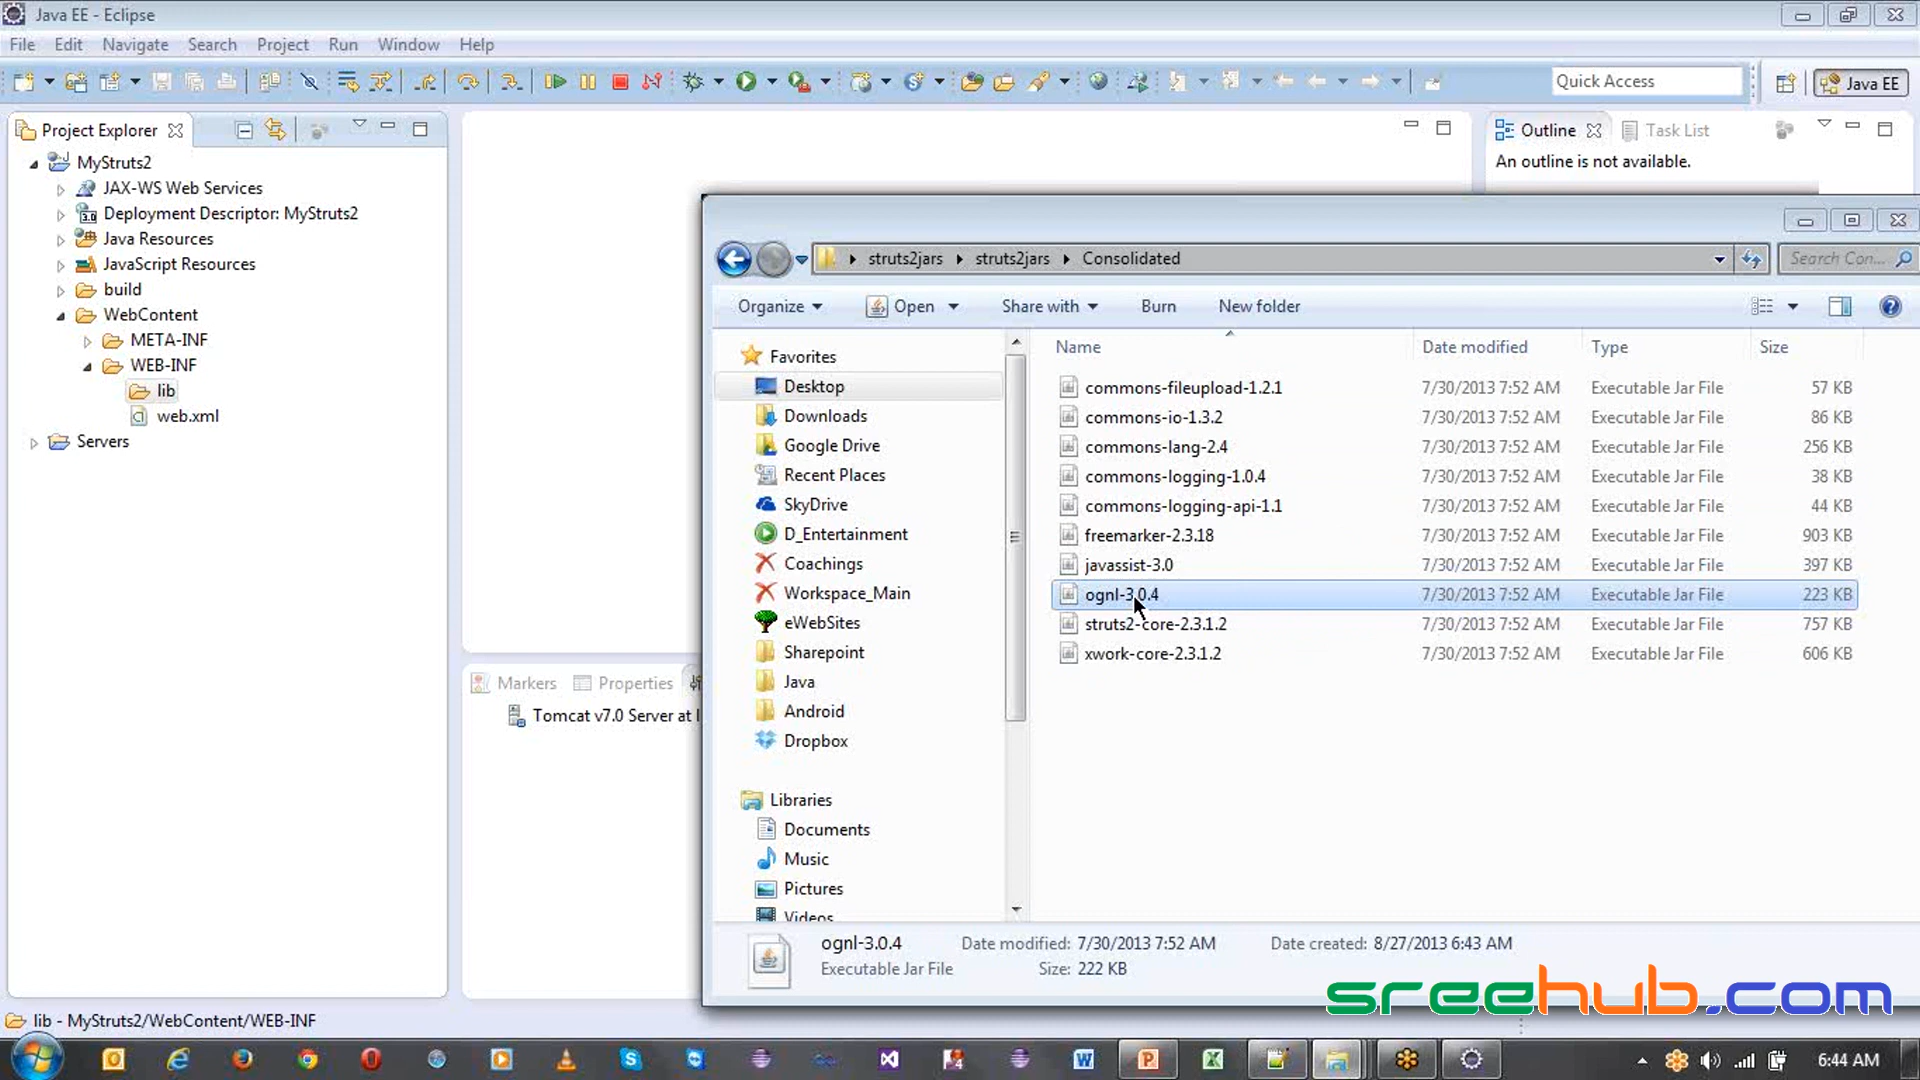 Java EE - Eclipse
File Edit Navigate Search Project Run Window Help
Quick Access
Java EE
Project Explorer
MyStruts2
JAX-WS Web Services
Deployment Descriptor: MyStruts2
Java Resources
JavaScript Resources
build
WebContent
META-INF
WEB-INF
lib
web.xml
Servers
Outline Task List
An outline is not available.
Markers Properties
Tomcat v7.0 Server at l
struts2jars struts2jars Consolidated
Search Con...
Organize Open Share with Burn New folder
Favorites
Desktop
Downloads
Google Drive
Recent Places
SkyDrive
D_Entertainment
Coachings
Workspace_Main
eWebSites
Sharepoint
Java
Android
Dropbox
Libraries
Documents
Music
Pictures
Videos
Name Date modified Type Size
commons-fileupload-1.2.1 7/30/2013 7:52 AM Executable Jar File 57 KB
commons-io-1.3.2 7/30/2013 7:52 AM Executable Jar File 86 KB
commons-lang-2.4 7/30/2013 7:52 AM Executable Jar File 256 KB
commons-logging-1.0.4 7/30/2013 7:52 AM Executable Jar File 38 KB
commons-logging-api-1.1 7/30/2013 7:52 AM Executable Jar File 44 KB
freemarker-2.3.18 7/30/2013 7:52 AM Executable Jar File 903 KB
javassist-3.0 7/30/2013 7:52 AM Executable Jar File 397 KB
ognl-3.0.4 7/30/2013 7:52 AM Executable Jar File 223 KB
struts2-core-2.3.1.2 7/30/2013 7:52 AM Executable Jar File 757 KB
xwork-core-2.3.1.2 7/30/2013 7:52 AM Executable Jar File 606 KB
ognl-3.0.4 Date modified: 7/30/2013 7:52 AM Date created: 8/27/2013 6:43 AM
Executable Jar File Size: 222 KB
sreehub.com
lib - MyStruts2/WebContent/WEB-INF
6:44 AM